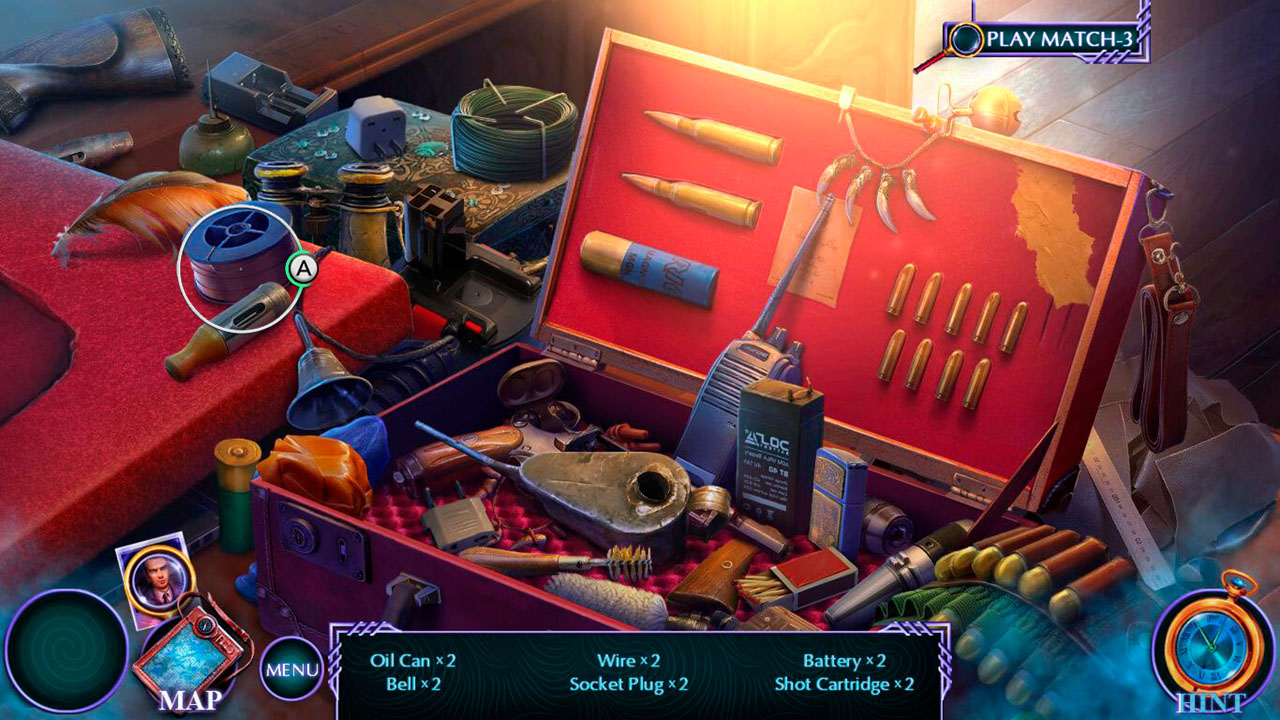 PLAY MATCH-3
A
MENU
MAP
Oil Can x 2
Wire x 2
Battery x 2
Bell x 2
Socket Plug x 2
Shot Cartridge x 2
HINT